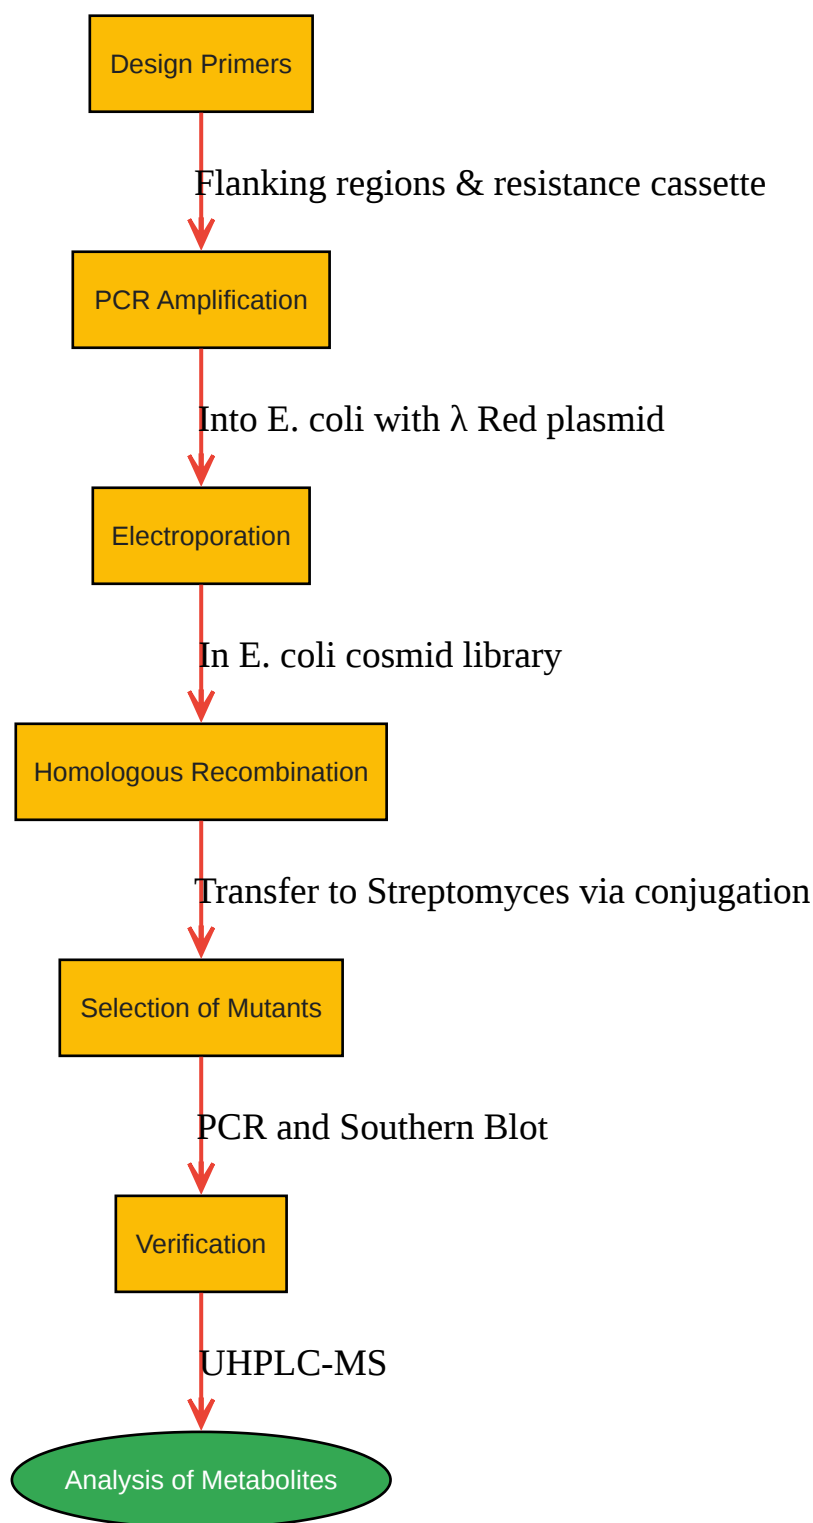 Design Primers
Flanking regions & resistance cassette
PCR Amplification
Into E. coli with λ Red plasmid
Electroporation
In E. coli cosmid library
Homologous Recombination
Transfer to Streptomyces via conjugation
Selection of Mutants
PCR and Southern Blot
Verification
UHPLC-MS
Analysis of Metabolites